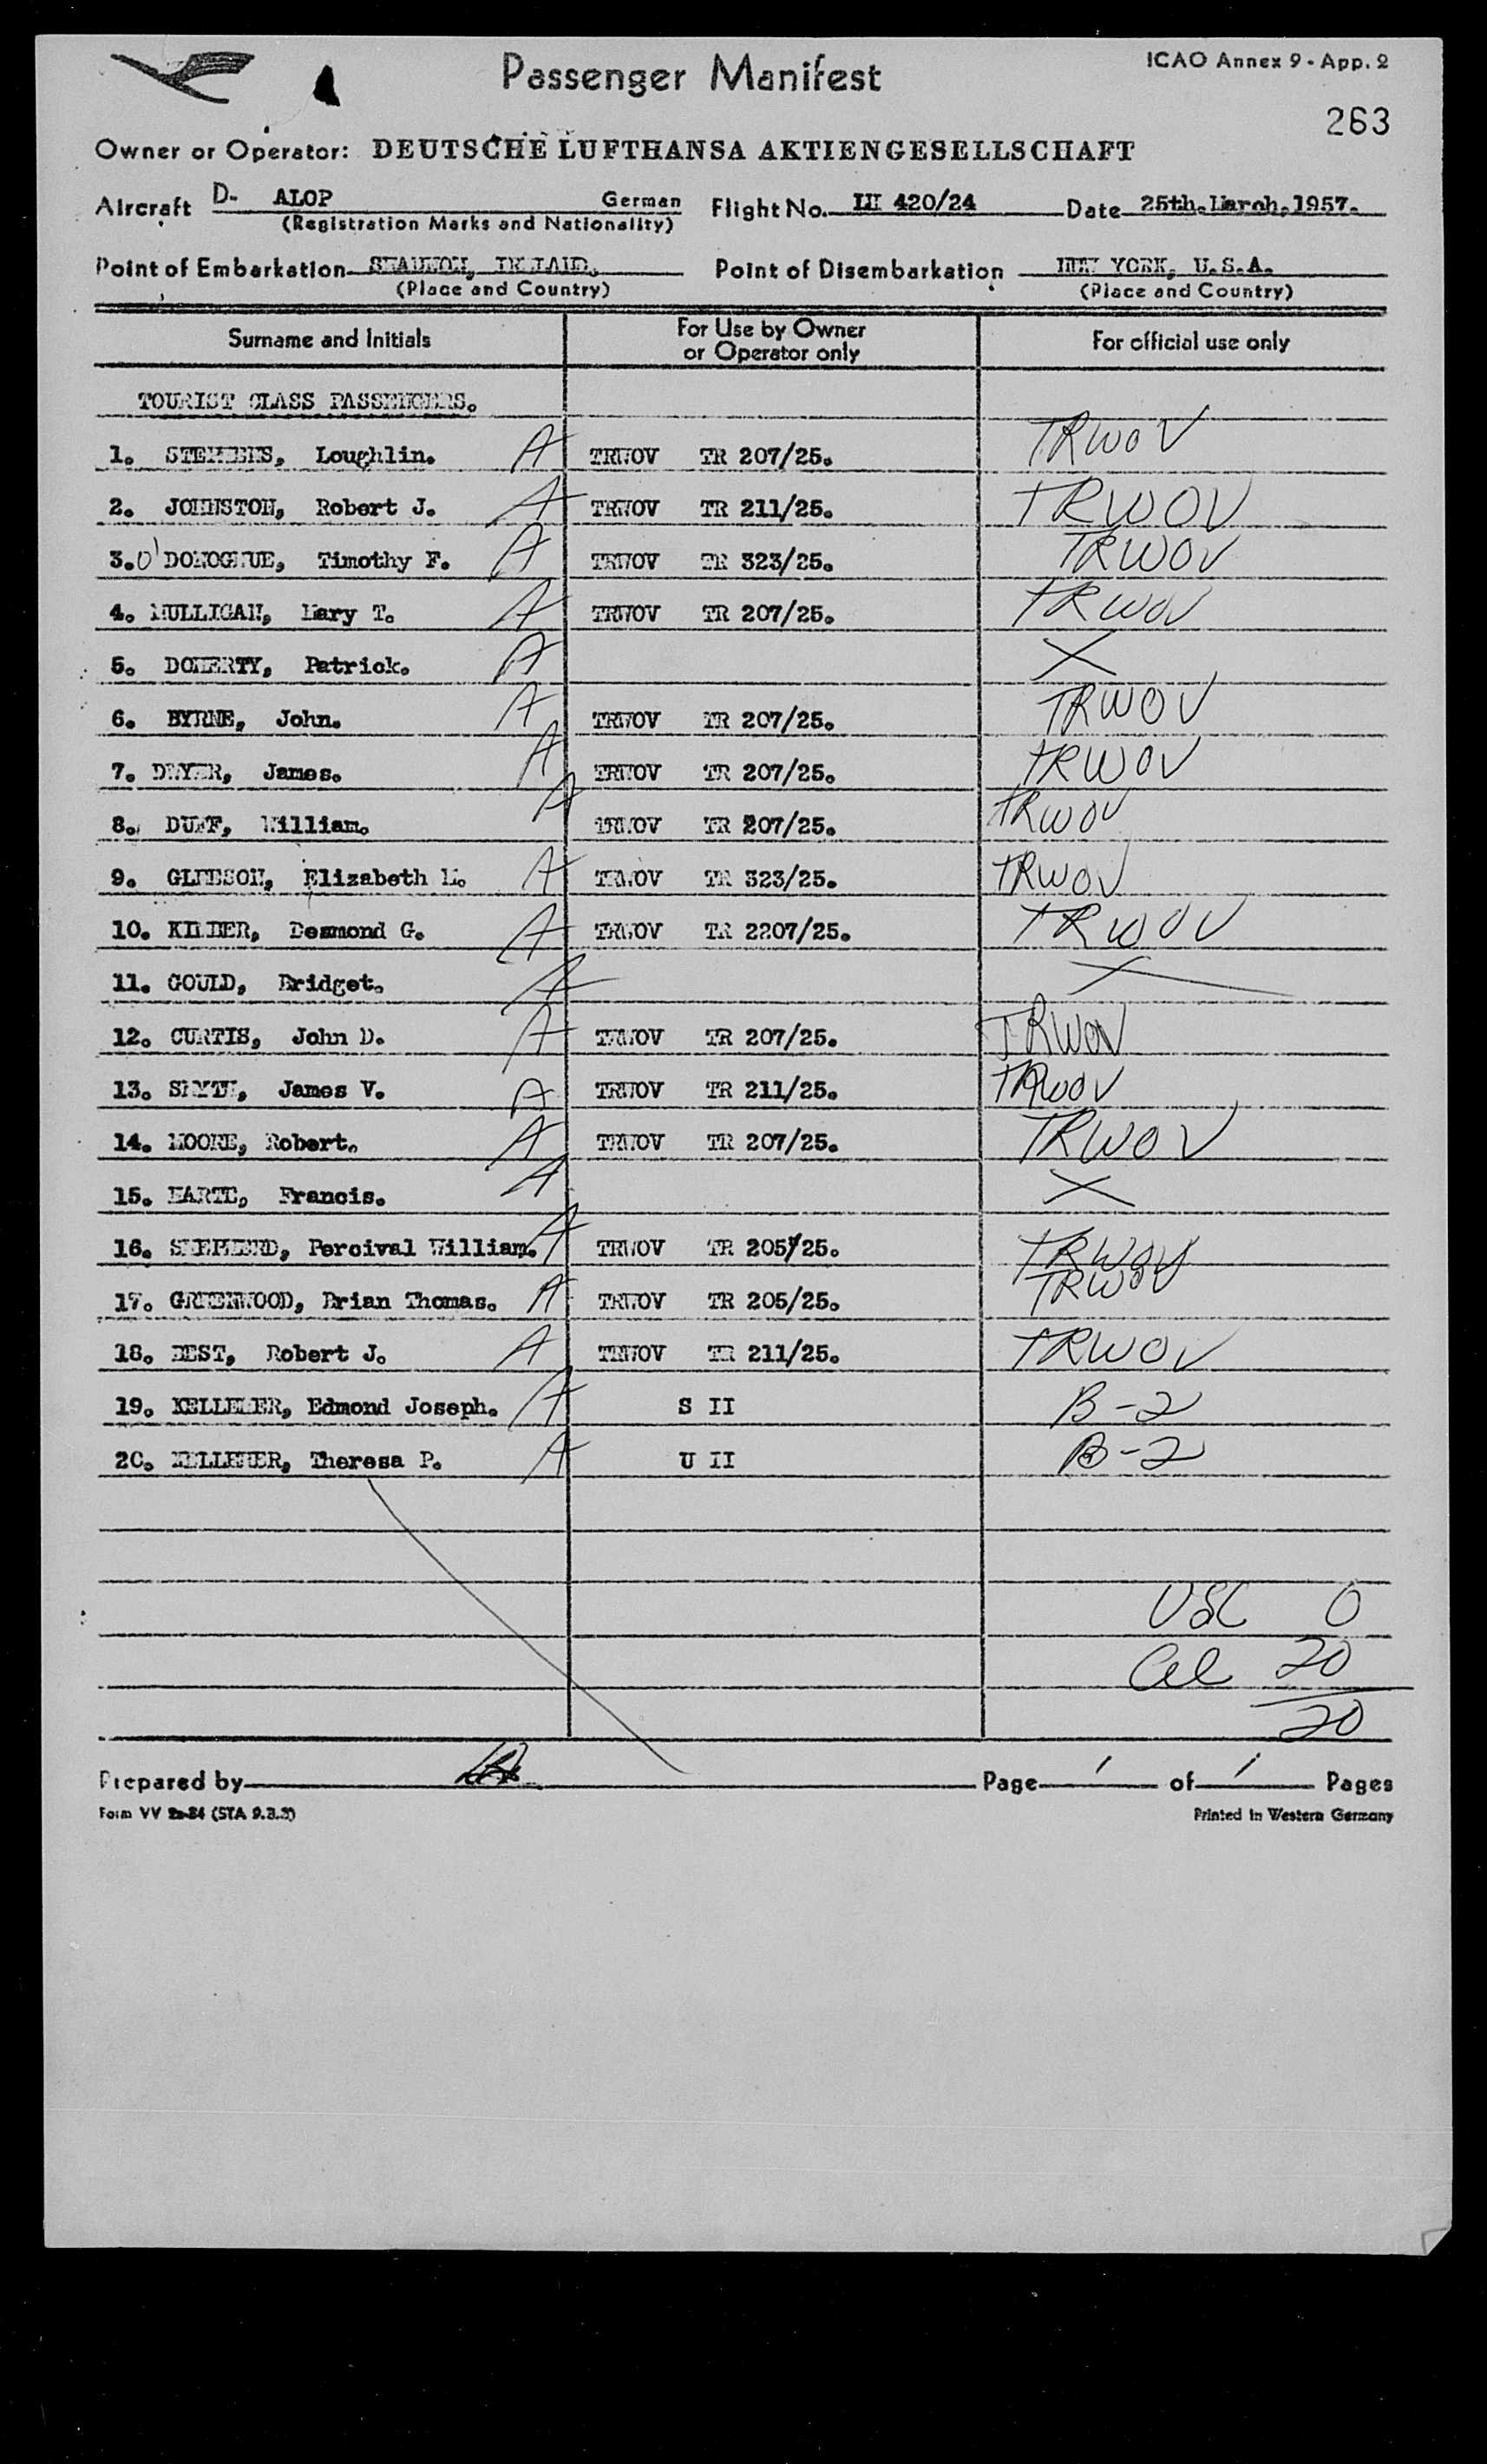 Passenger Manifest
ICAO Annex 9 - App. 2
263
Owner or Operator: DEUTSCHE LUFTHANSA AKTIENGESELLSCHAFT
Aircraft D- ALOP German Flight No. LH 420/24 Date 25th.March.1957.
(Registration Marks and Nationality)
Point of Embarkation SHANNON, IRELAND. Point of Disembarkation NEW YORK, U.S.A.
(Place and Country) (Place and Country)
Surname and Initials For Use by Owner or Operator only For official use only
TOURIST CLASS PASSENGERS.
1. STEPHENS, Loughlin. A TRWOV TR 207/25. TRWOV
2. JOHNSTON, Robert J. A TRWOV TR 211/25. TRWOV
3. O'DONOGHUE, Timothy F. A TRWOV TR 323/25. TRWOV
4. MULLIGAN, Mary T. A TRWOV TR 207/25. TRWOV
5. DOHERTY, Patrick. A X
6. BYRNE, John. A TRWOV TR 207/25. TRWOV
7. DWYER, James. A TRWOV TR 207/25. TRWOV
8. DUFF, William. A TRWOV TR 207/25. TRWOV
9. GLEESON, Elizabeth M. A TRWOV TR 323/25. TRWOV
10. Desmond G. A TRWOV TR 2207/25. TRWOV
11. GOULD, Bridget. A X
12. CURTIS, John D. A TRWOV TR 207/25. TRWOV
13. SMYTH, James V. A TRWOV TR 211/25. TRWOV
14. MOORE, Robert. A TRWOV TR 207/25. TRWOV
15. HARTE, Francis. A X
16. SHEPHERD, Percival William. A TRWOV TR 205/25. TRWOV
17. GREENWOOD, Brian Thomas. A TRWOV TR 205/25. TRWOV
18. BEST, Robert J. A TRWOV TR 211/25. TRWOV
19. KELLEHER, Edmond Joseph. A S II B-2
20. KELLEHER, Theresa P. A U II B-2
USC 0
Al 20
20
Prepared by Page 1 of 1 Pages
Form VV (STA 9.3.3)
Printed in Western Germany